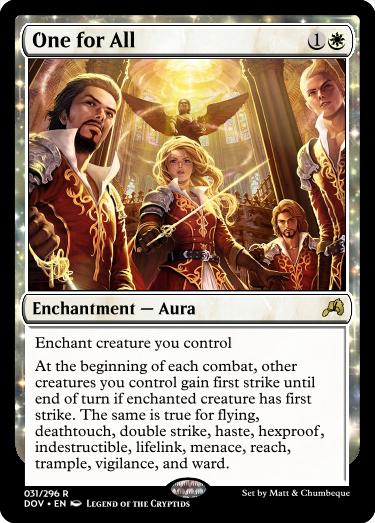 One for All 1
Enchantment — Aura
Enchant creature you control
At the beginning of each combat, other
creatures you control gain first strike until
end of turn if enchanted creature has first
strike. The same is true for flying,
deathtouch, double strike, haste, hexproof,
indestructible, lifelink, menace, reach,
trample, vigilance, and ward.
031/296 R
DOV • EN Legend of the Cryptids Set by Matt & Chumbeque